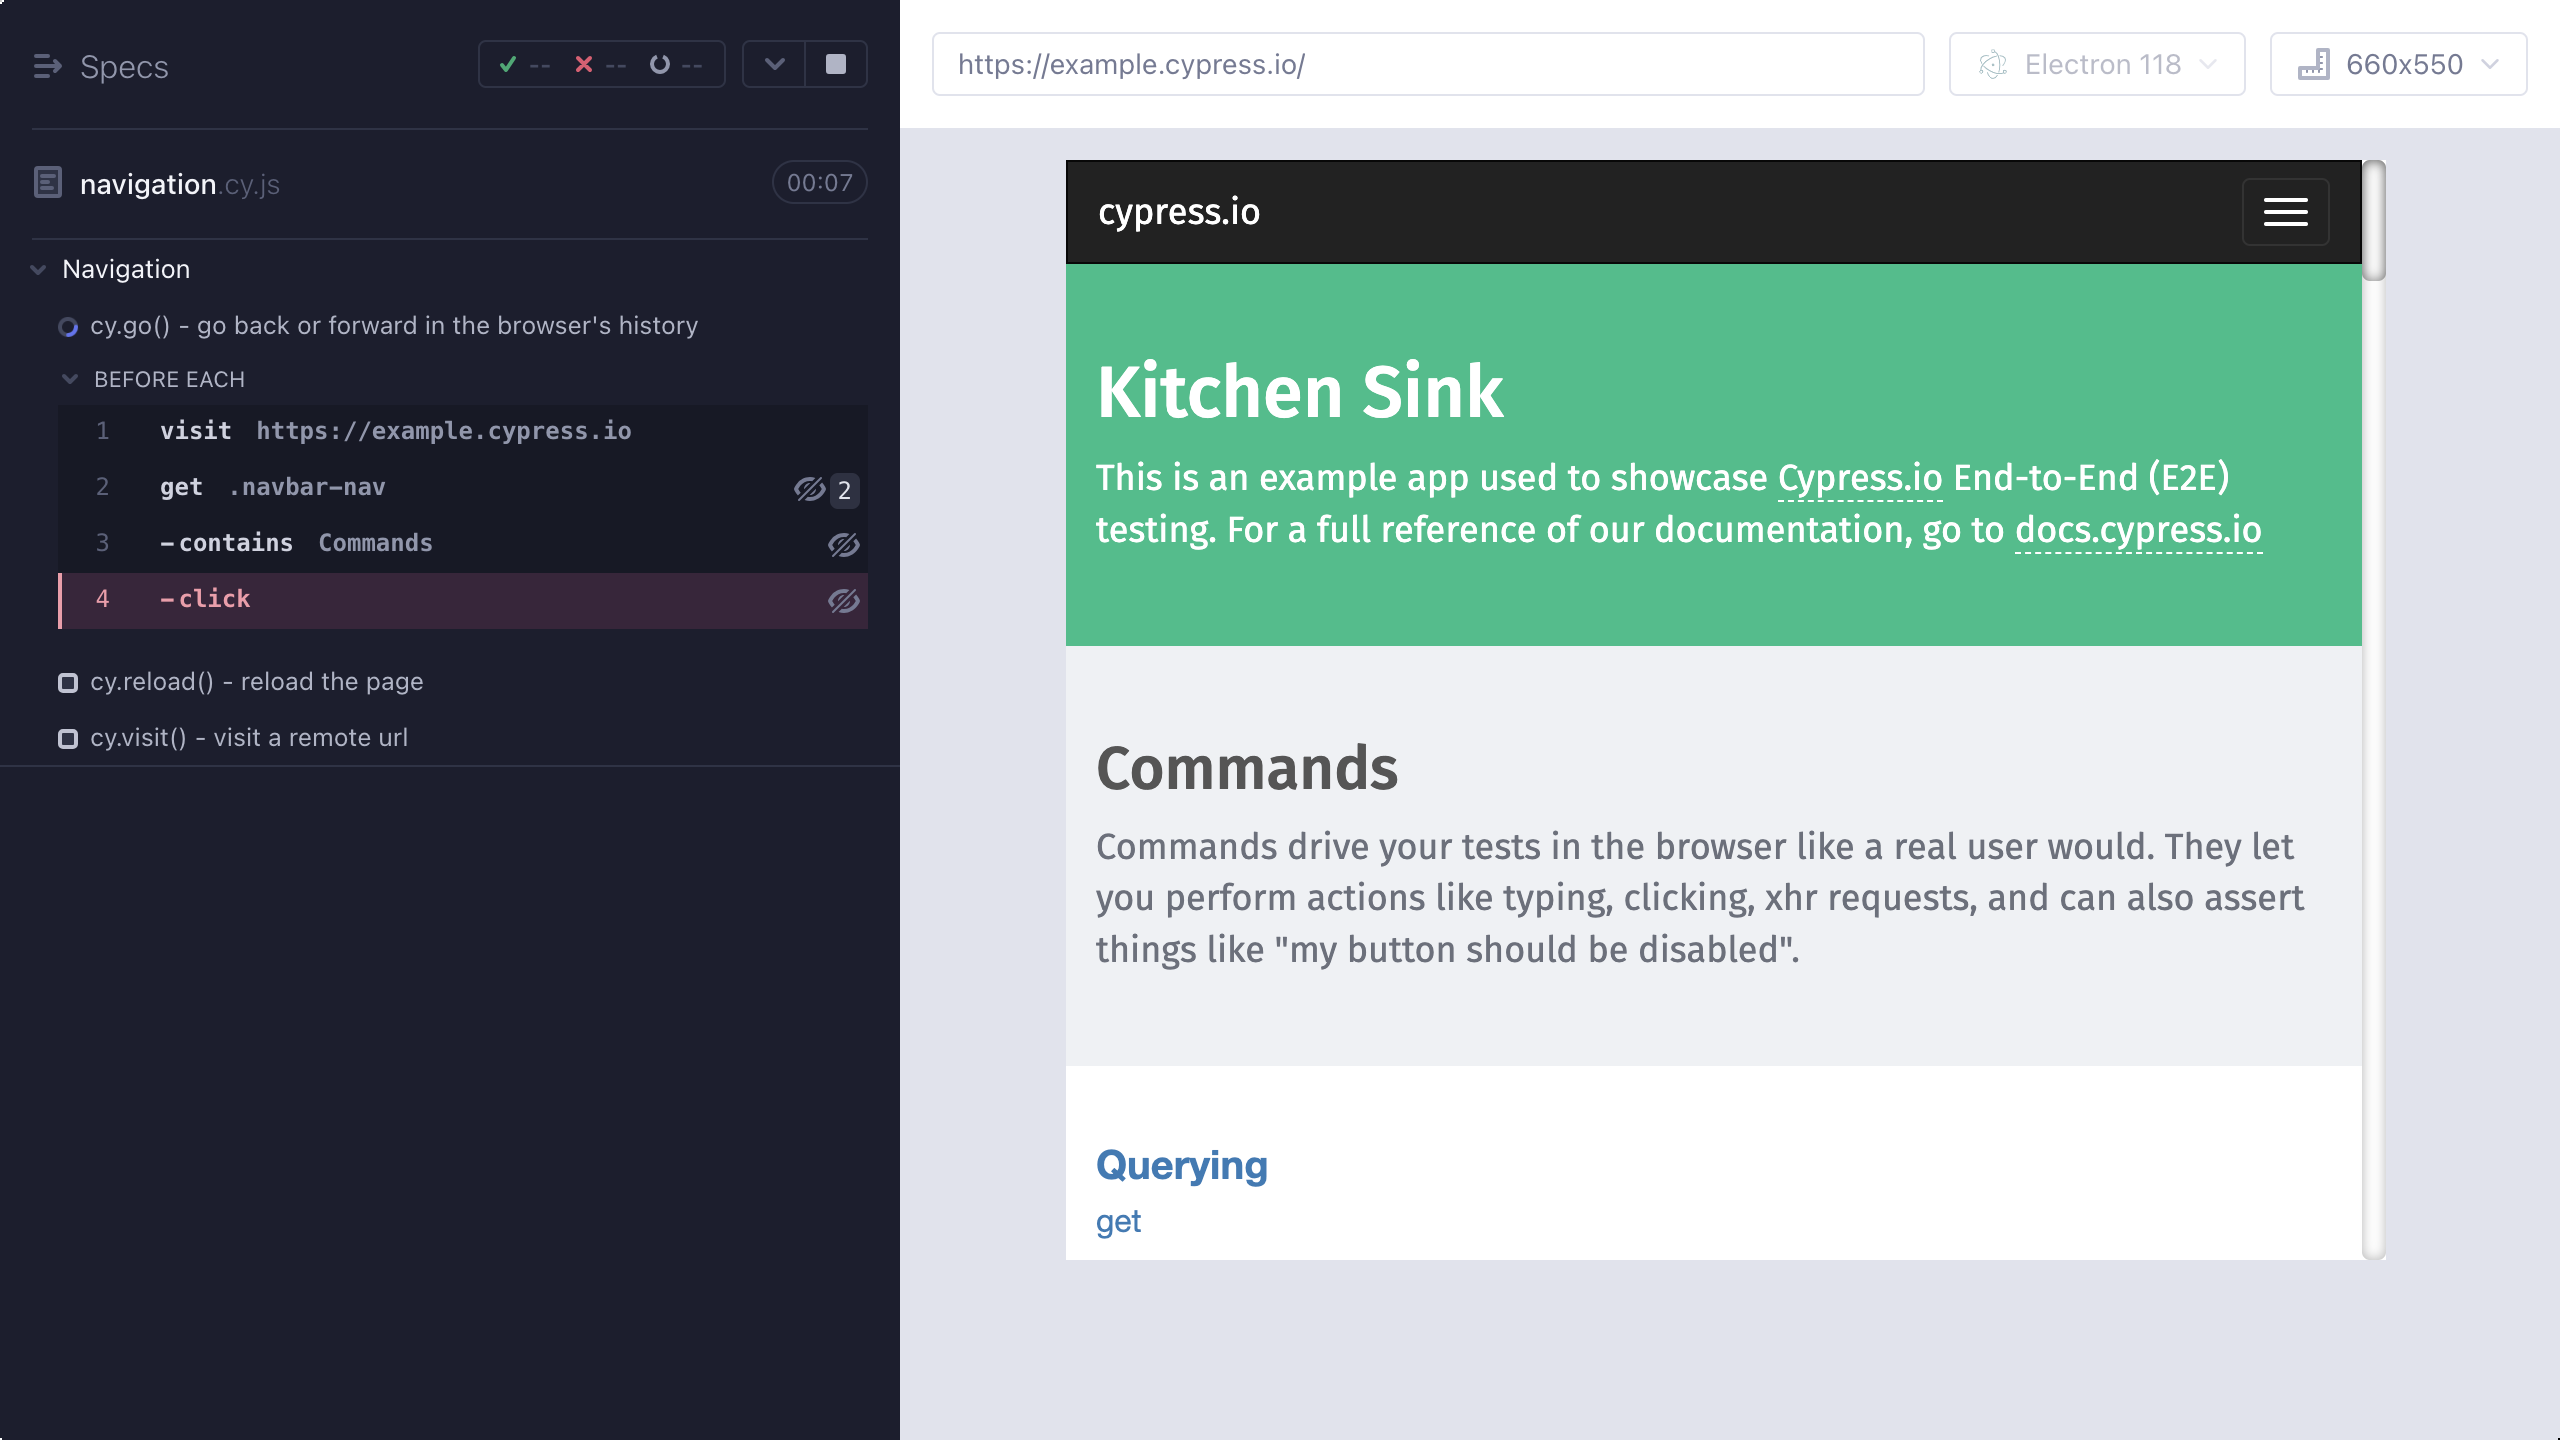 Specs
-- -- --
navigation.cy.js
00:07
Navigation
cy.go() - go back or forward in the browser's history
BEFORE EACH
1 visit https://example.cypress.io
2 get .navbar-nav 2
3 -contains Commands
4 -click
cy.reload() - reload the page
cy.visit() - visit a remote url
https://example.cypress.io/
Electron 118
660x550
cypress.io
Kitchen Sink
This is an example app used to showcase Cypress.io End-to-End (E2E)
testing. For a full reference of our documentation, go to docs.cypress.io
Commands
Commands drive your tests in the browser like a real user would. They let
you perform actions like typing, clicking, xhr requests, and can also assert
things like "my button should be disabled".
Querying
get